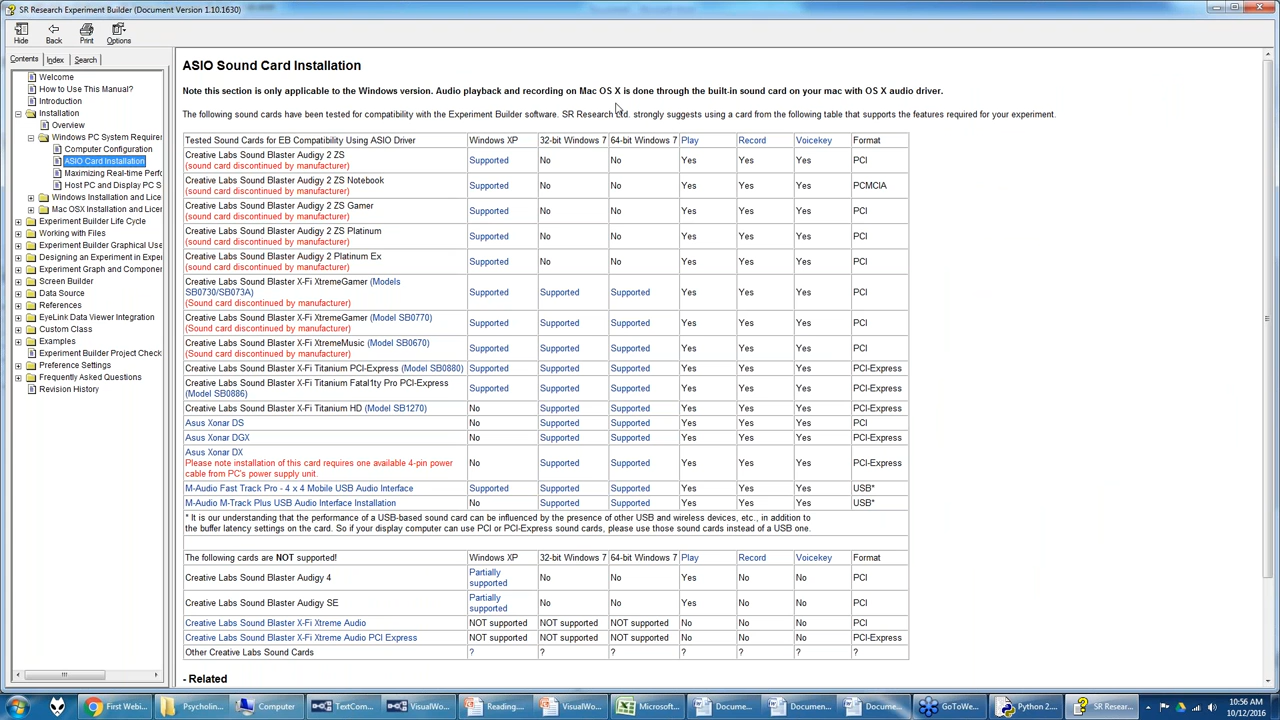 SR Research Experiment Builder (Document Version 1.10.1630)
Hide Back Print Options
Contents Index Search
Welcome
How to Use This Manual?
Introduction
Installation
Overview
Windows PC System Requirer
Computer Configuration
ASIO Card Installation
Maximizing Real-time Perfo
Host PC and Display PC S
Windows Installation and Lice
Mac OSX Installation and Licer
Experiment Builder Life Cycle
Working with Files
Experiment Builder Graphical Use
Designing an Experiment in Exper
Experiment Graph and Component
Screen Builder
Data Source
References
EyeLink Data Viewer Integration
Custom Class
Examples
Experiment Builder Project Check
Preference Settings
Frequently Asked Questions
Revision History
ASIO Sound Card Installation
Note this section is only applicable to the Windows version. Audio playback and recording on Mac OS X is done through the built-in sound card on your mac with OS X audio driver.
The following sound cards have been tested for compatibility with the Experiment Builder software. SR Research Ltd. strongly suggests using a card from the following table that supports the features required for your experiment.
Tested Sound Cards for EB Compatibility Using ASIO Driver Windows XP 32-bit Windows 7 64-bit Windows 7 Play Record Voicekey Format
Creative Labs Sound Blaster Audigy 2 ZS
(sound card discontinued by manufacturer) Supported No No Yes Yes Yes PCI
Creative Labs Sound Blaster Audigy 2 ZS Notebook
(sound card discontinued by manufacturer) Supported No No Yes Yes Yes PCMCIA
Creative Labs Sound Blaster Audigy 2 ZS Gamer
(sound card discontinued by manufacturer) Supported No No Yes Yes Yes PCI
Creative Labs Sound Blaster Audigy 2 ZS Platinum
(sound card discontinued by manufacturer) Supported No No Yes Yes Yes PCI
Creative Labs Sound Blaster Audigy 2 Platinum Ex
(sound card discontinued by manufacturer) Supported No No Yes Yes Yes PCI
Creative Labs Sound Blaster X-Fi XtremeGamer (Models
SB0730/SB073A) Supported Supported Supported Yes Yes Yes PCI
(Sound card discontinued by manufacturer)
Creative Labs Sound Blaster X-Fi XtremeGamer (Model SB0770)
(Sound card discontinued by manufacturer) Supported Supported Supported Yes Yes Yes PCI
Creative Labs Sound Blaster X-Fi XtremeMusic (Model SB0670)
(Sound card discontinued by manufacturer) Supported Supported Supported Yes Yes Yes PCI
Creative Labs Sound Blaster X-Fi Titanium PCI-Express (Model SB0880) Supported Supported Supported Yes Yes Yes PCI-Express
Creative Labs Sound Blaster X-Fi Titanium Fatal1ty Pro PCI-Express
(Model SB0886) Supported Supported Supported Yes Yes Yes PCI-Express
Creative Labs Sound Blaster X-Fi Titanium HD (Model SB1270) No Supported Supported Yes Yes Yes PCI-Express
Asus Xonar DS No Supported Supported Yes Yes Yes PCI
Asus Xonar DGX No Supported Supported Yes Yes Yes PCI-Express
Asus Xonar DX
Please note installation of this card requires one available 4-pin power No Supported Supported Yes Yes Yes PCI-Express
cable from PC's power supply unit.
M-Audio Fast Track Pro - 4 x 4 Mobile USB Audio Interface Supported Supported Supported Yes Yes Yes USB*
M-Audio M-Track Plus USB Audio Interface Installation No Supported Supported Yes Yes Yes USB*
* It is our understanding that the performance of a USB-based sound card can be influenced by the presence of other USB and wireless devices, etc., in addition to
the buffer latency settings on the card. So if your display computer can use PCI or PCI-Express sound cards, please use those sound cards instead of a USB one.
The following cards are NOT supported! Windows XP 32-bit Windows 7 64-bit Windows 7 Play Record Voicekey Format
Creative Labs Sound Blaster Audigy 4 Partially supported No No Yes No No PCI
Creative Labs Sound Blaster Audigy SE Partially supported No No Yes No No PCI
Creative Labs Sound Blaster X-Fi Xtreme Audio NOT supported NOT supported NOT supported No No No PCI
Creative Labs Sound Blaster X-Fi Xtreme Audio PCI Express NOT supported NOT supported NOT supported No No No PCI-Express
Other Creative Labs Sound Cards ? ? ? ? ? ? ?
- Related
First Webi... Psycholin... Computer TextCom... VisualWo... Reading.... VisualWo... Microsoft... Docume... Documen... Docume... GoToWe... Python 2.... SR Resear...
10:56 AM
10/12/2016